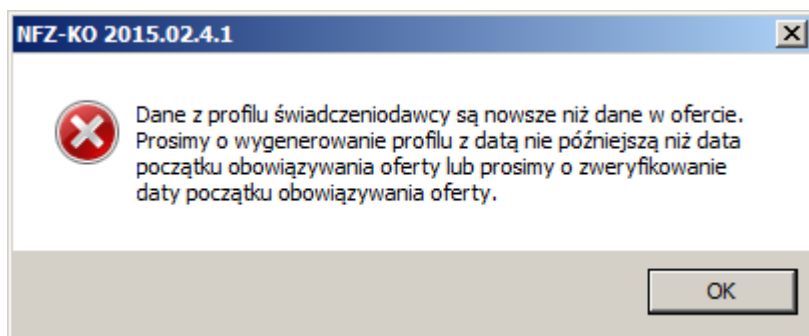 NFZ-KO 2015.02.4.1
Dane z profilu świadczeniodawcy są nowsze niż dane w ofercie.
Prosimy o wygenerowanie profilu z datą nie późniejszą niż data
początku obowiązywania oferty lub prosimy o zweryfikowanie
daty początku obowiązywania oferty.
OK